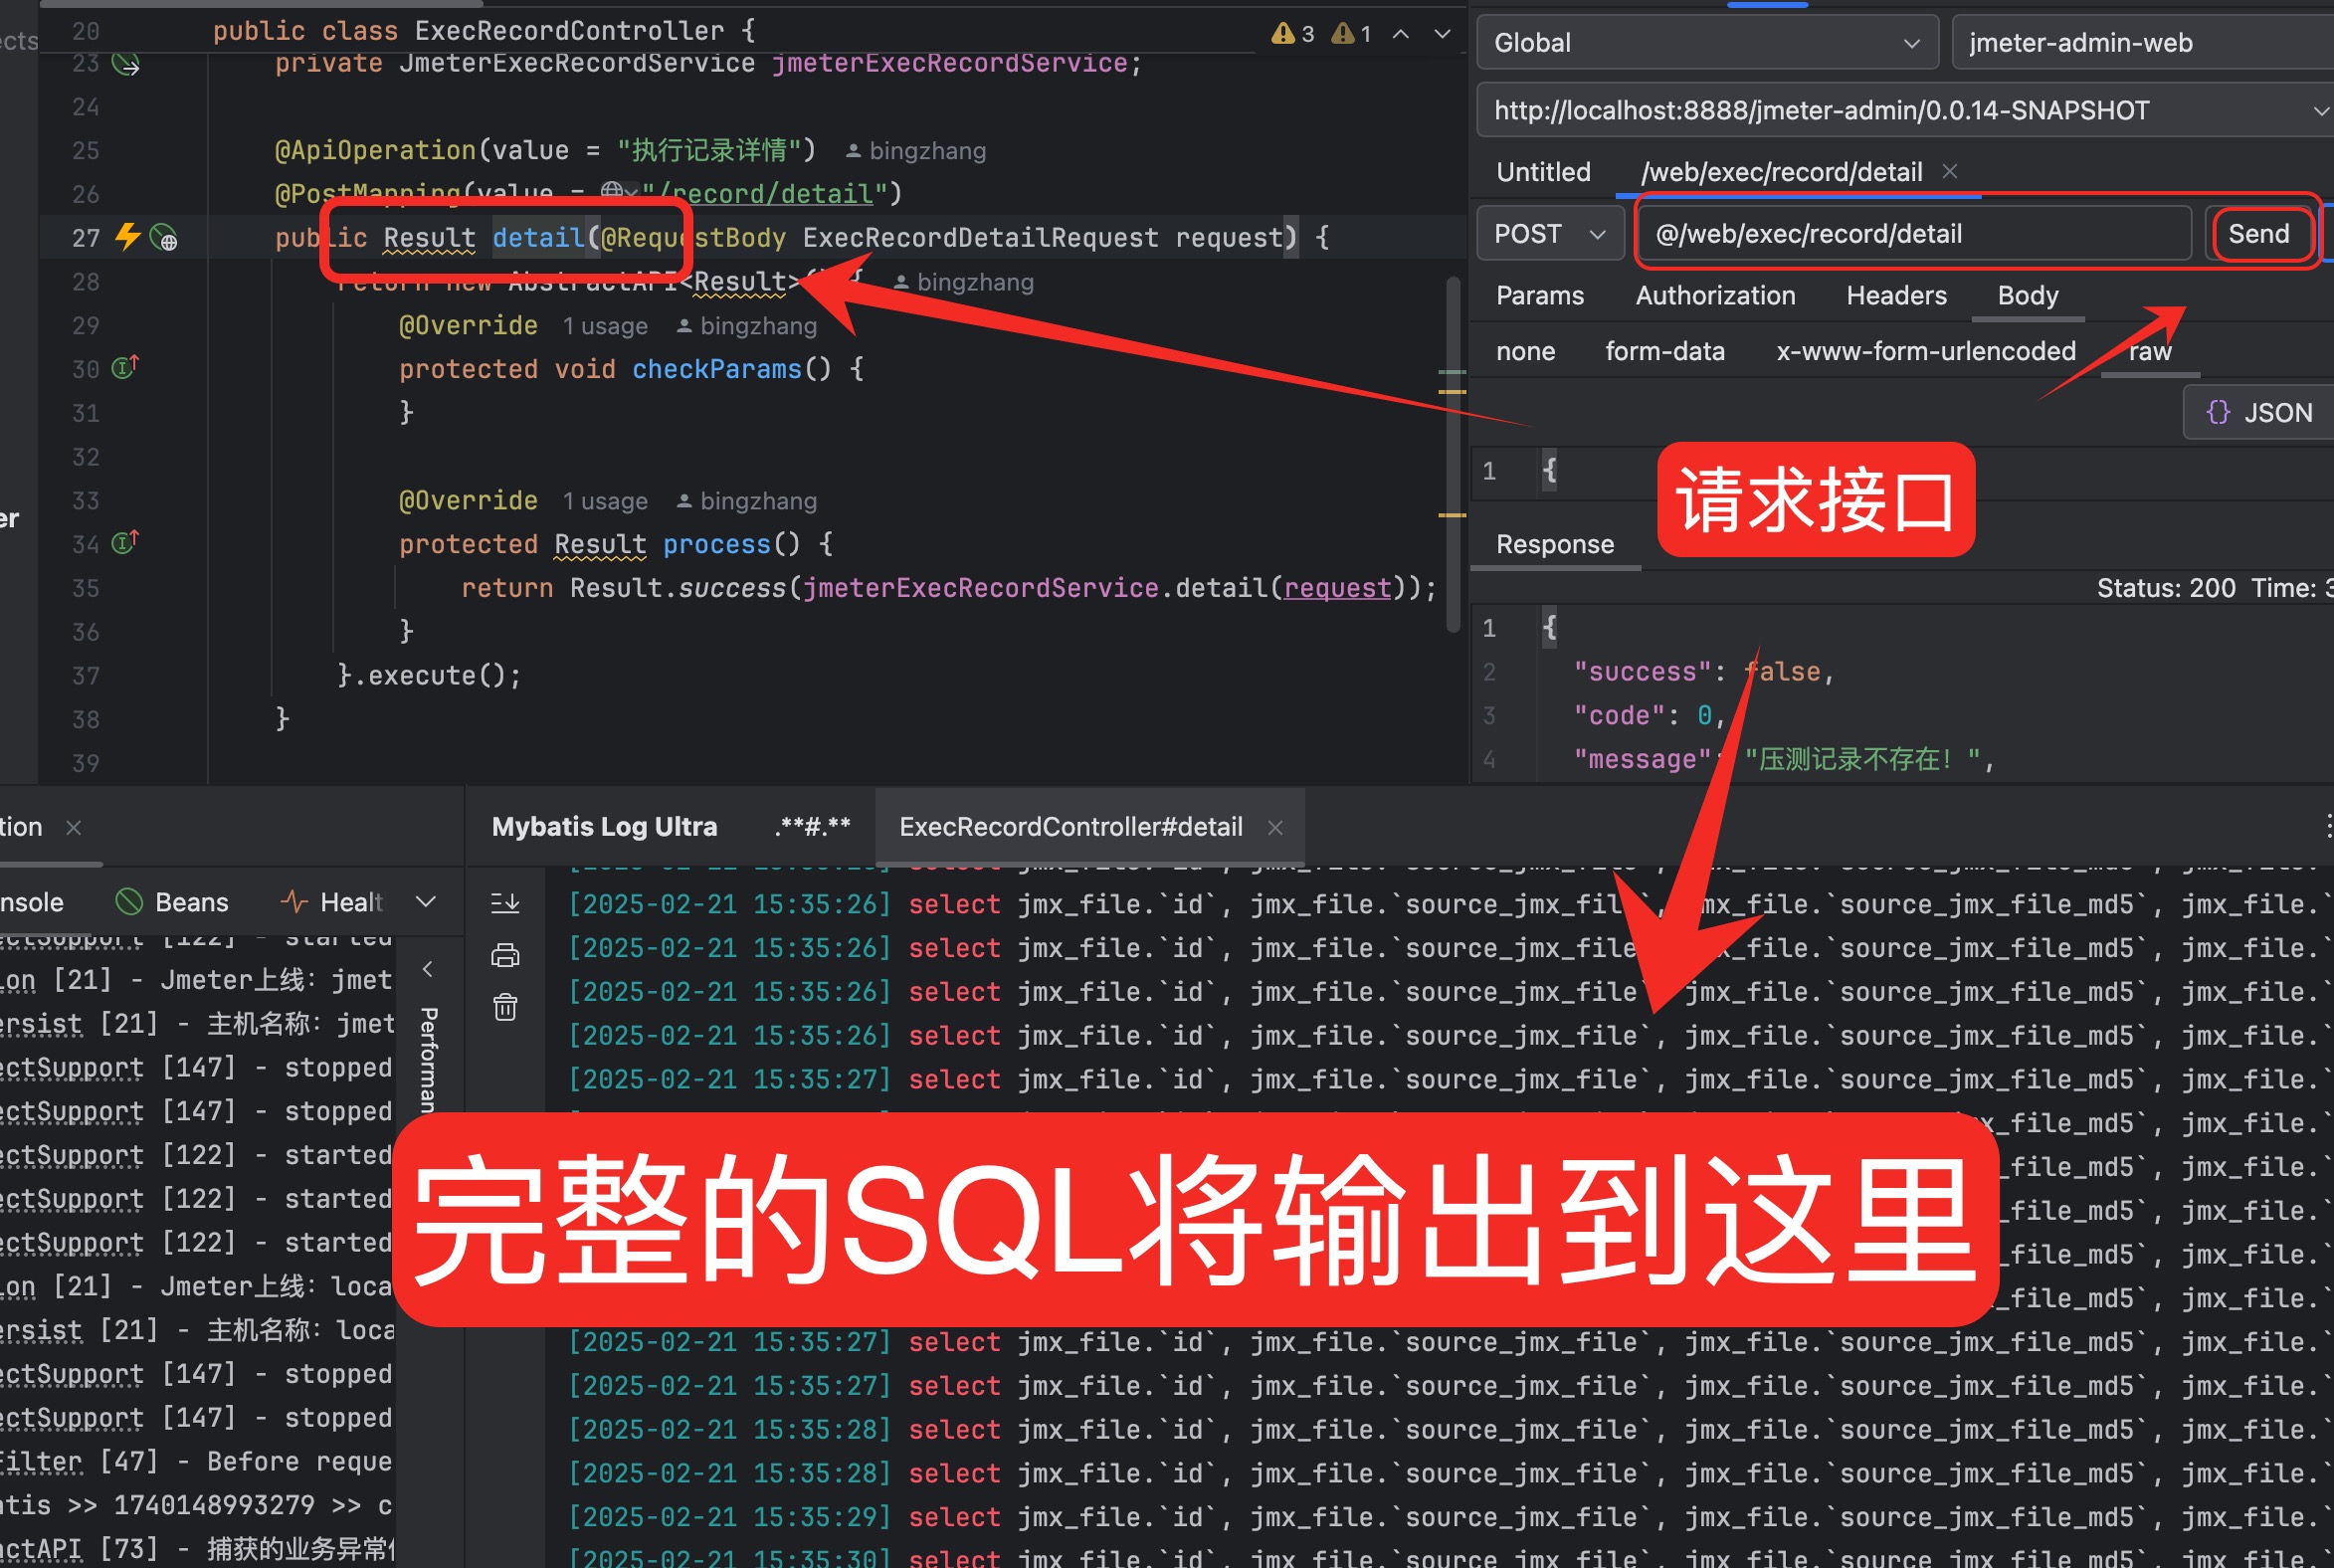 ects
20 public class ExecRecordController {
3 1
23 private JmeterExecRecordService jmeterExecRecordService;
24
25 @ApiOperation(value = "执行记录详情") bingzhang
26 @PostMapping(value = "/record/detail")
27 public Result detail(@RequestBody ExecRecordDetailRequest request) {
28 return new AbstractAPI<Result>() { bingzhang
29 @Override 1 usage bingzhang
30 protected void checkParams() {
31 }
32
33 @Override 1 usage bingzhang
34 protected Result process() {
35 return Result.success(jmeterExecRecordService.detail(request));
36 }
37 }.execute();
38 }
39
er
Global
jmeter-admin-web
http://localhost:8888/jmeter-admin/0.0.14-SNAPSHOT
Untitled /web/exec/record/detail
POST @/web/exec/record/detail Send
Params Authorization Headers Body
none form-data x-www-form-urlencoded raw
{} JSON
1 {
请求接口
Response
Status: 200 Time: 3
1 {
2 "success": false,
3 "code": 0,
4 "message": "压测记录不存在！",
tion
nsole Beans Healt
ectSupport [122] - started
ion [21] - Jmeter上线：jmet
ersist [21] - 主机名称：jmet
ectSupport [147] - stopped
ectSupport [147] - stopped
ectSupport [122] - started
ectSupport [122] - started
ectSupport [122] - started
ion [21] - Jmeter上线：loca
ersist [21] - 主机名称：loca
ectSupport [147] - stopped
ectSupport [147] - stopped
Filter [47] - Before reque
atis >> 1740148993279 >> c
actAPI [73] - 捕获的业务异常
Performan
Mybatis Log Ultra .**#.** ExecRecordController#detail
[2025-02-21 15:35:26] select jmx_file.`id`, jmx_file.`source_jmx_file`, jmx_file.`source_jmx_file_md5`, jmx_file.`
[2025-02-21 15:35:26] select jmx_file.`id`, jmx_file.`source_jmx_file`, jmx_file.`source_jmx_file_md5`, jmx_file.`
[2025-02-21 15:35:26] select jmx_file.`id`, jmx_file.`source_jmx_file`, jmx_file.`source_jmx_file_md5`, jmx_file.`
[2025-02-21 15:35:26] select jmx_file.`id`, jmx_file.`source_jmx_file`, jmx_file.`source_jmx_file_md5`, jmx_file.`
[2025-02-21 15:35:27] select jmx_file.`id`, jmx_file.`source_jmx_file`, jmx_file.`source_jmx_file_md5`, jmx_file.`
x_file_md5`, jmx_file.`
_file_md5`, jmx_file.`
_file_md5`, jmx_file.`
_file_md5`, jmx_file.`
_file_md5`, jmx_file.`
完整的SQL将输出到这里
[2025-02-21 15:35:27] select jmx_file.`id`, jmx_file.`source_jmx_file`, jmx_file.`source_jmx_file_md5`, jmx_file.`
[2025-02-21 15:35:27] select jmx_file.`id`, jmx_file.`source_jmx_file`, jmx_file.`source_jmx_file_md5`, jmx_file.`
[2025-02-21 15:35:28] select jmx_file.`id`, jmx_file.`source_jmx_file`, jmx_file.`source_jmx_file_md5`, jmx_file.`
[2025-02-21 15:35:28] select jmx_file.`id`, jmx_file.`source_jmx_file`, jmx_file.`source_jmx_file_md5`, jmx_file.`
[2025-02-21 15:35:29] select jmx_file.`id`, jmx_file.`source_jmx_file`, jmx_file.`source_jmx_file_md5`, jmx_file.`
[2025-02-21 15:35:30] select jmx_file.`id`, jmx_file.`source_jmx_file`, jmx_file.`source_jmx_file_md5`, jmx_file.`